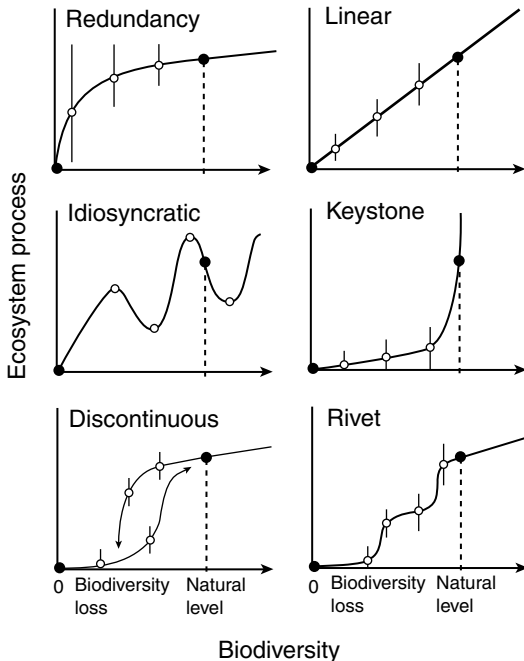 Redundancy
Linear
Idiosyncratic
Keystone
Ecosystem process
Discontinuous
Rivet
0 Biodiversity loss
Natural level
0 Biodiversity loss
Natural level
Biodiversity